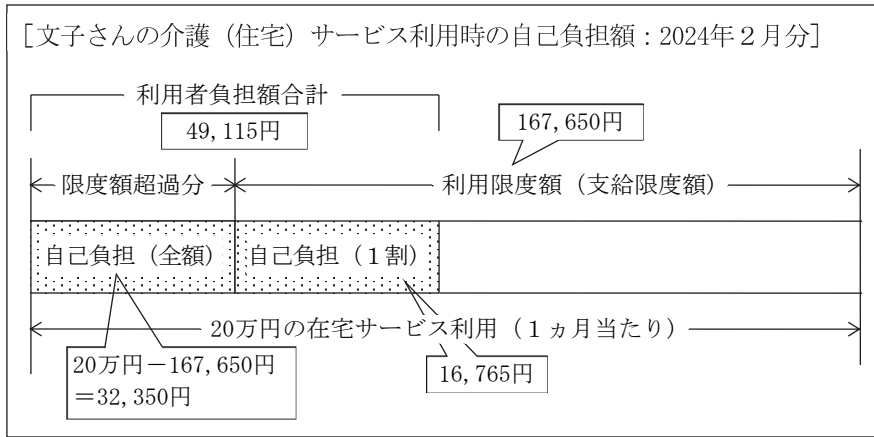 ［文子さんの介護（住宅）サービス利用時の自己負担額：2024年２月分］
利用者負担額合計
49,115円
167,650円
限度額超過分
利用限度額（支給限度額）
自己負担（全額）
自己負担（１割）
20万円の在宅サービス利用（１ヵ月当たり）
20万円－167,650円
＝32,350円
16,765円